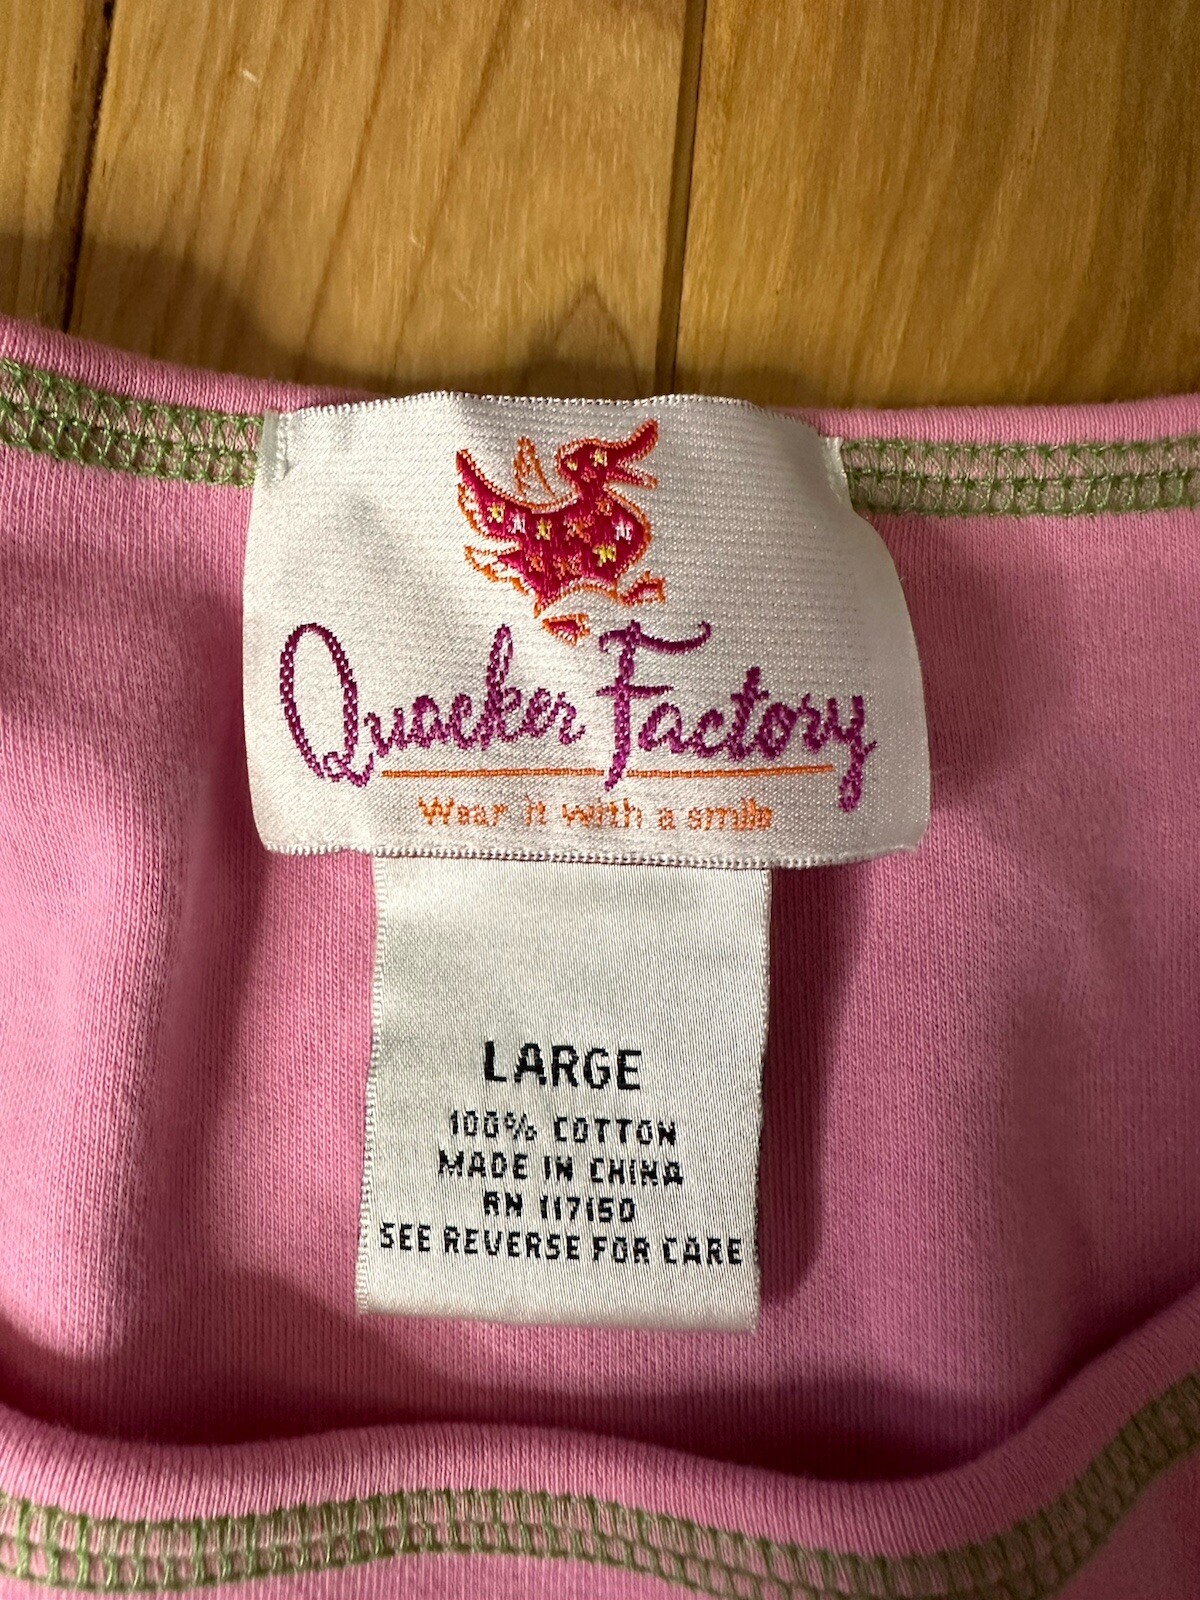 Quacker Factory
Wear it with a smile
LARGE
100% COTTON
MADE IN CHINA
RN 117150
SEE REVERSE FOR CARE